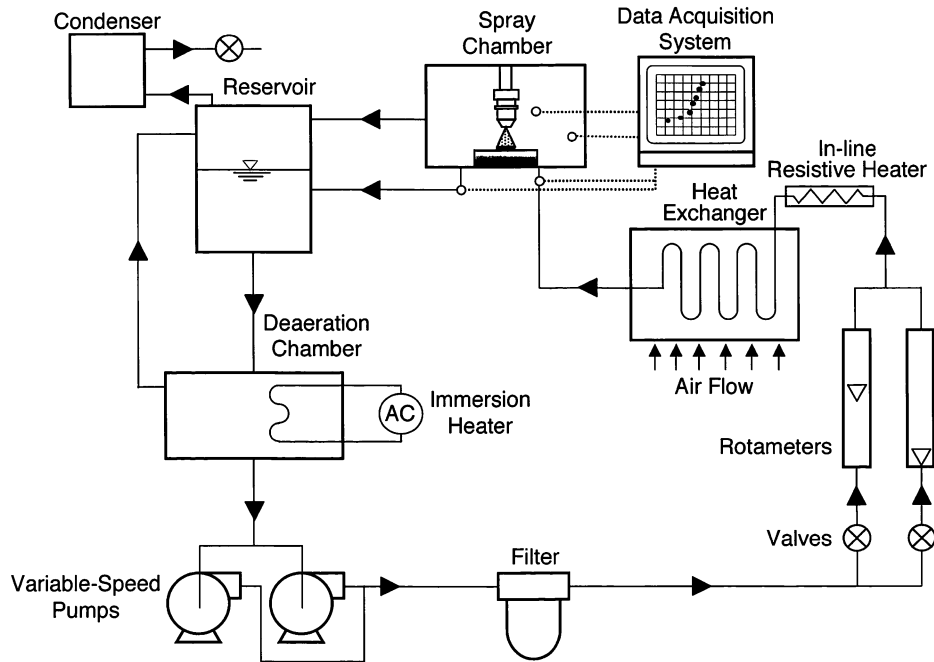 Condenser
Spray
Chamber
Data Acquisition
System
Reservoir
In-line
Resistive Heater
Heat
Exchanger
Deaeration
Chamber
Air Flow
AC
Immersion
Heater
Rotameters
Valves
Filter
Variable-Speed
Pumps